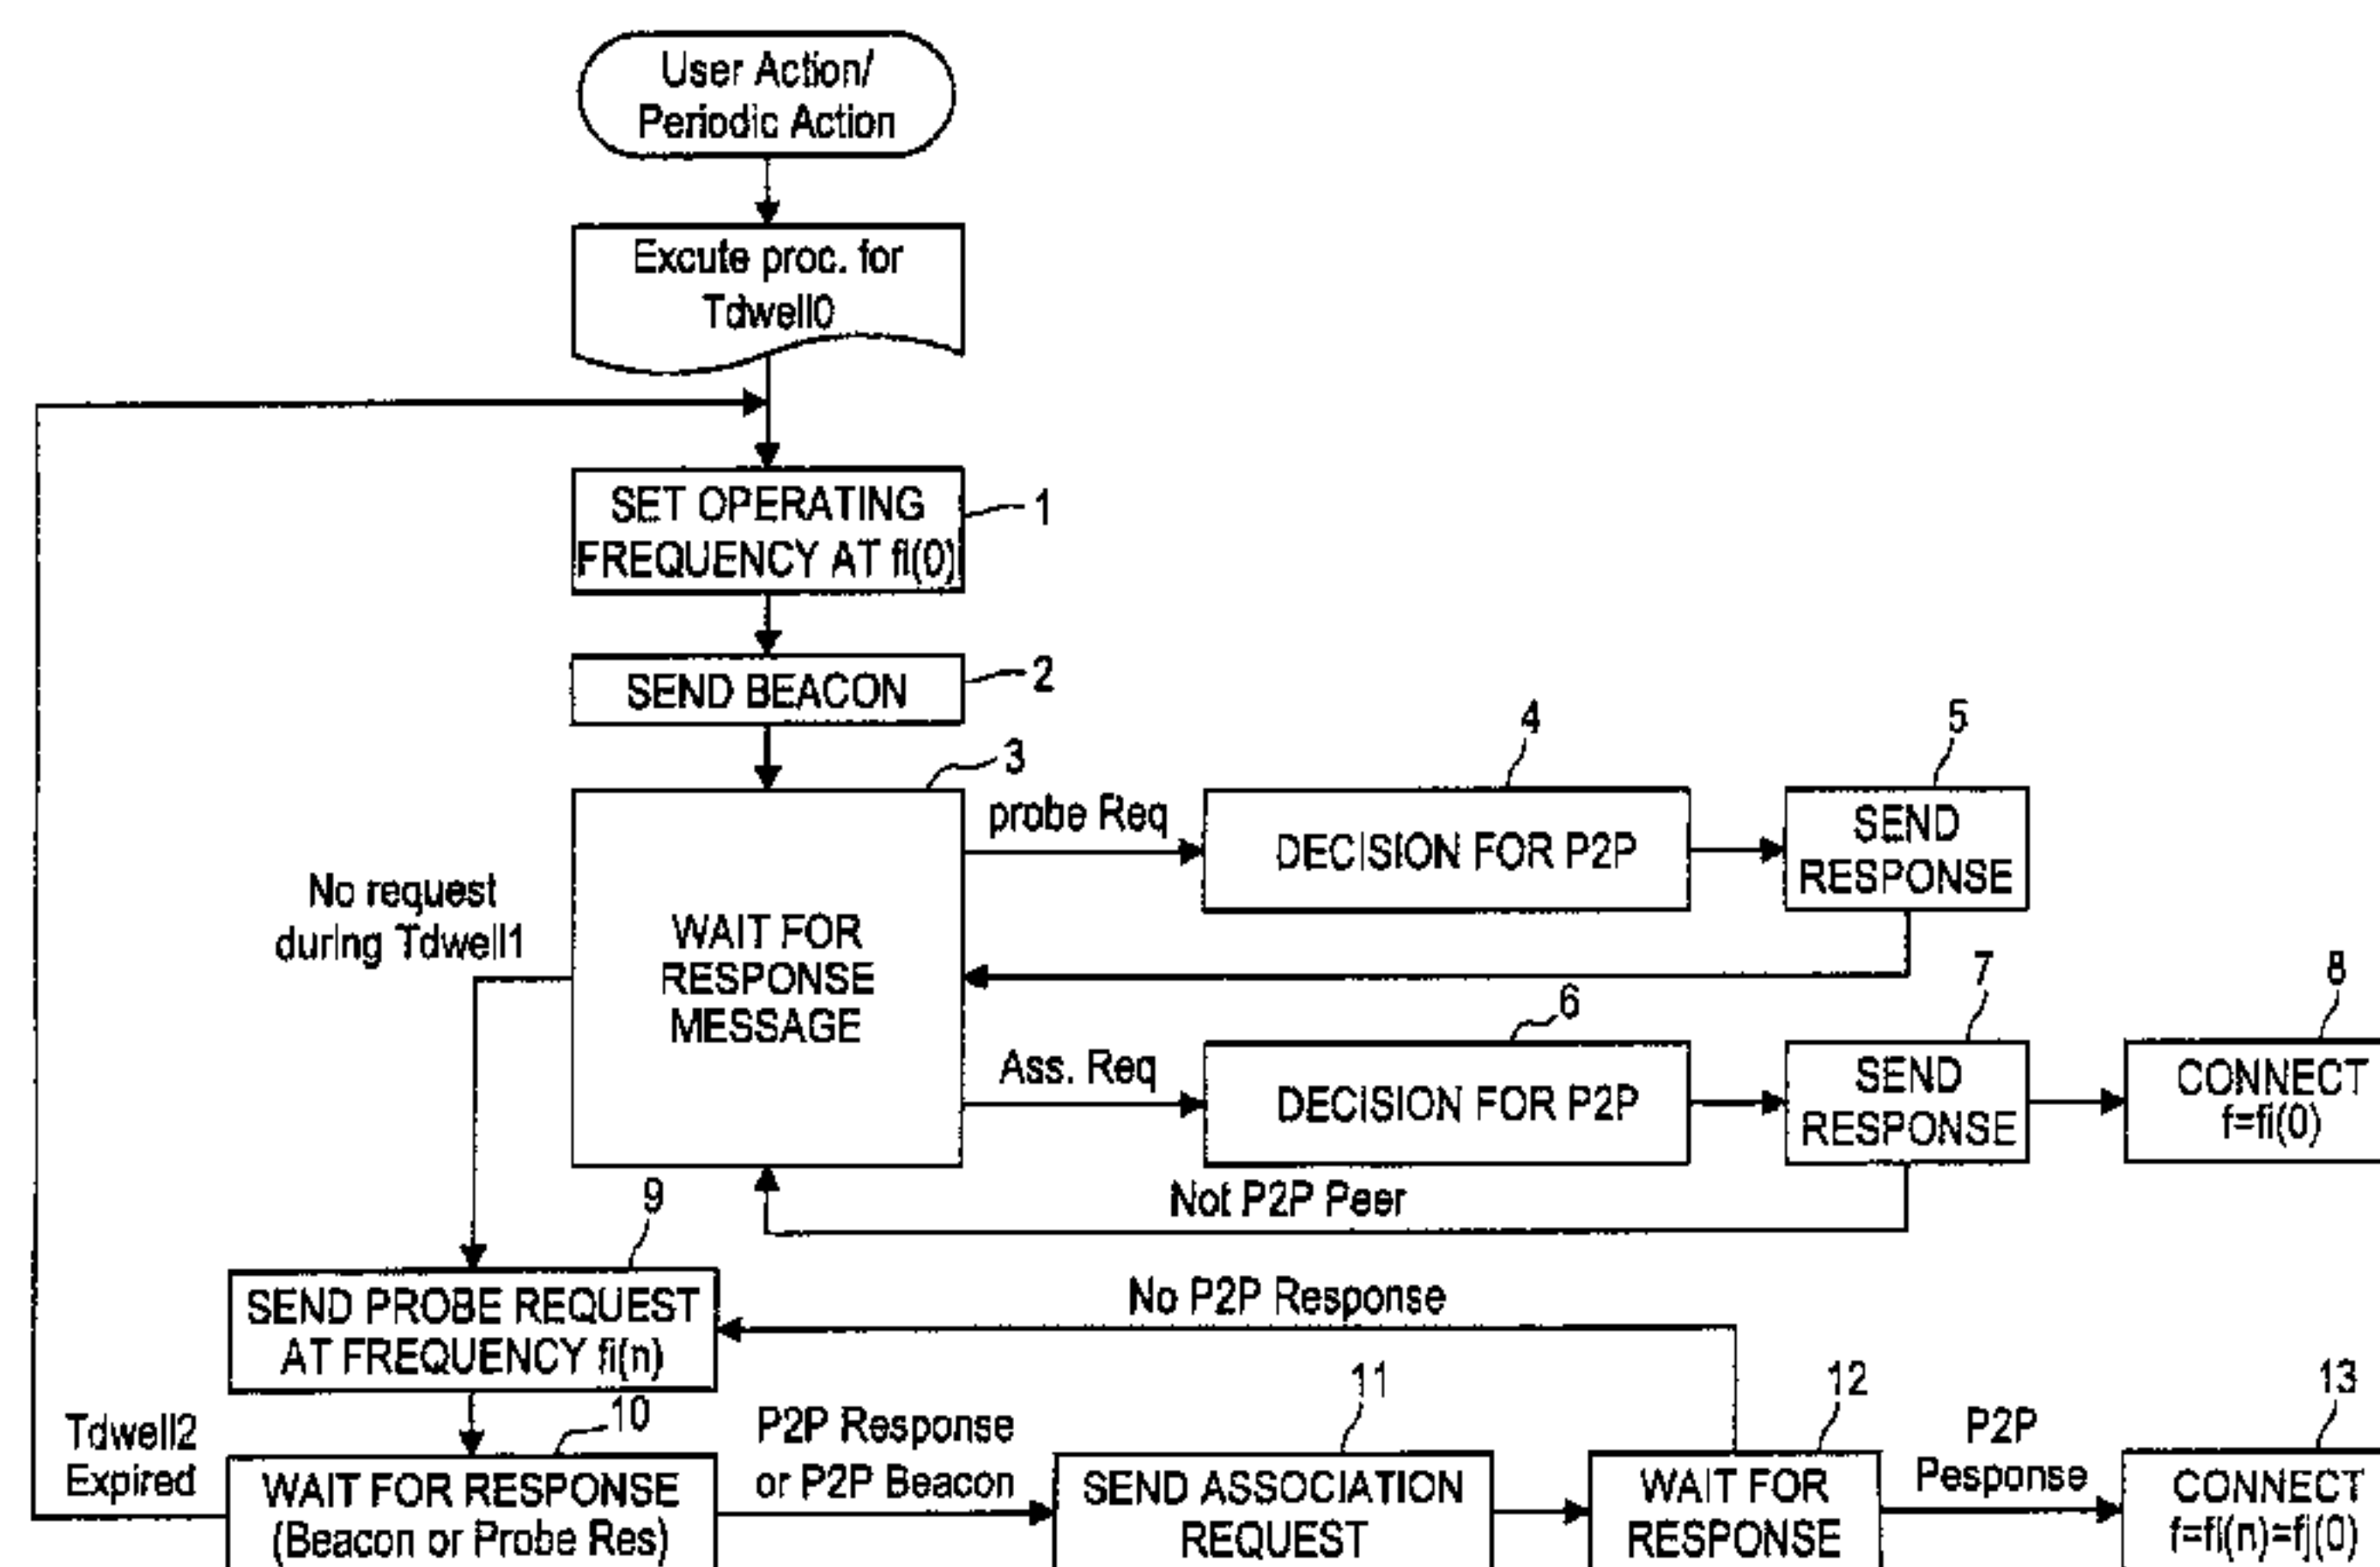 User Action/
Periodic Action
Excute proc. for
Tdwell0
SET OPERATING
FREQUENCY AT fi(0)
1
SEND BEACON
2
3
WAIT FOR
RESPONSE
MESSAGE
probe Req
4
DECISION FOR P2P
5
SEND
RESPONSE
No request
during Tdwell1
Ass. Req
6
DECISION FOR P2P
7
SEND
RESPONSE
8
CONNECT
f=fi(0)
Not P2P Peer
9
SEND PROBE REQUEST
AT FREQUENCY fi(n)
No P2P Response
Tdwell2
Expired
10
WAIT FOR RESPONSE
(Beacon or Probe Res)
P2P Response
or P2P Beacon
11
SEND ASSOCIATION
REQUEST
12
WAIT FOR
RESPONSE
P2P
Pesponse
13
CONNECT
f=fi(n)=fj(0)